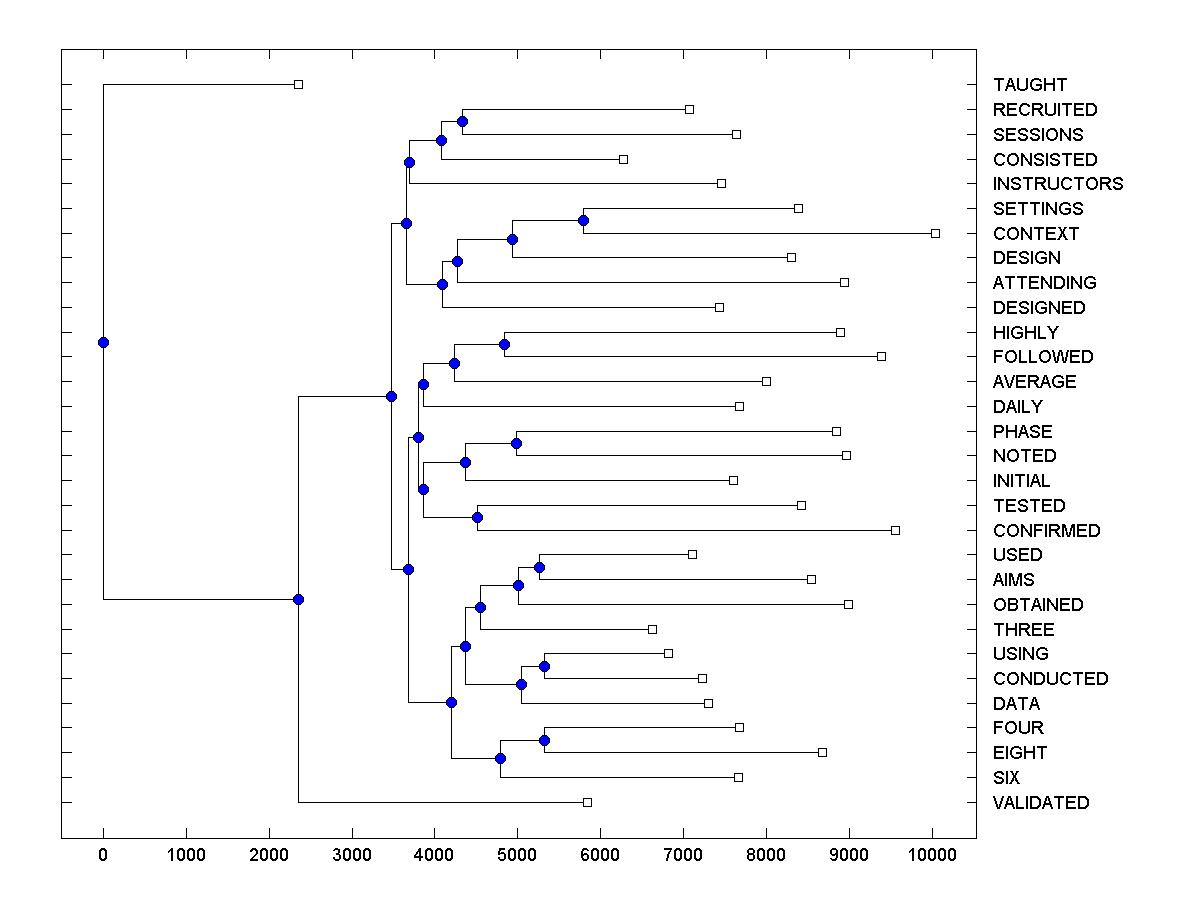 TAUGHT
RECRUITED
SESSIONS
CONSISTED
INSTRUCTORS
SETTINGS
CONTEXT
DESIGN
ATTENDING
DESIGNED
HIGHLY
FOLLOWED
AVERAGE
DAILY
PHASE
NOTED
INITIAL
TESTED
CONFIRMED
USED
AIMS
OBTAINED
THREE
USING
CONDUCTED
DATA
FOUR
EIGHT
SIX
VALIDATED
0 1000 2000 3000 4000 5000 6000 7000 8000 9000 10000